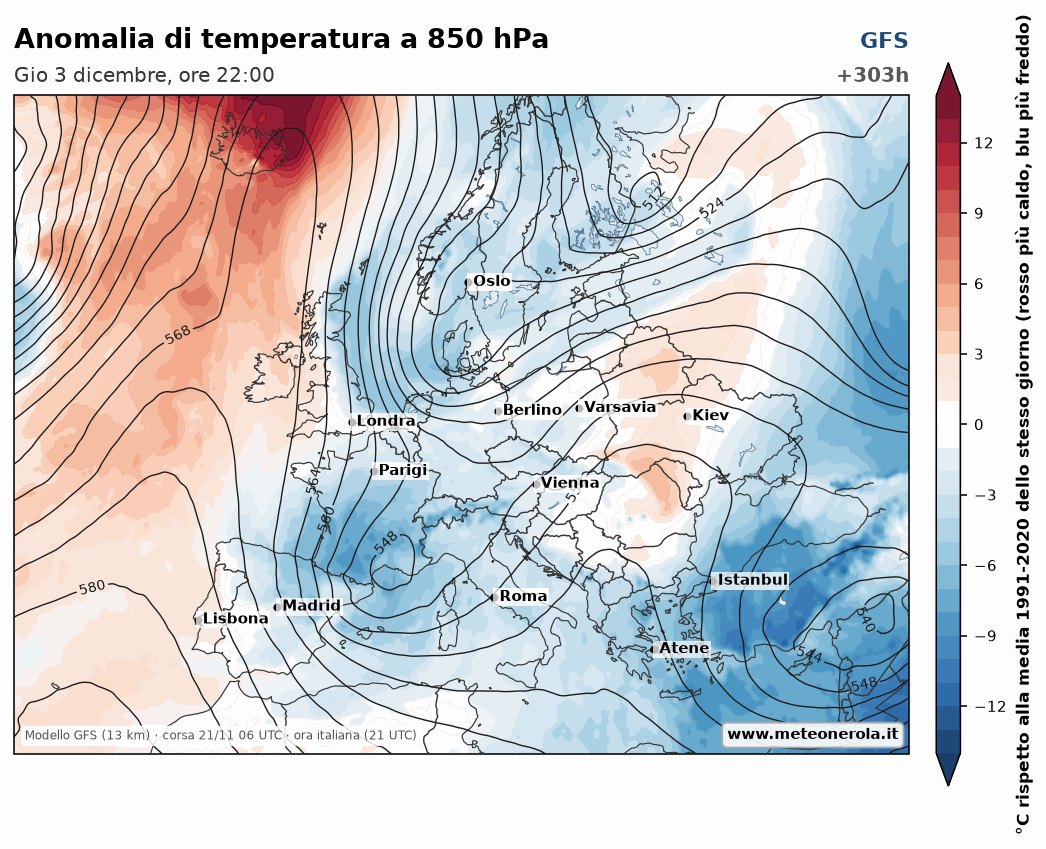 Anomalia di temperatura a 850 hPa
GFS
Gio 3 dicembre, ore 22:00
+303h
512
524
Oslo
568
Londra
Berlino
Varsavia
Kiev
Parigi
564
Vienna
580
548
580
Lisbona
Madrid
Roma
Istanbul
Atene
540
544
548
Modello GFS (13 km) · corsa 21/11 06 UTC · ora italiana (21 UTC)
www.meteonerola.it
12
9
6
3
0
−3
−6
−9
−12
°C rispetto alla media 1991-2020 dello stesso giorno (rosso più caldo, blu più freddo)